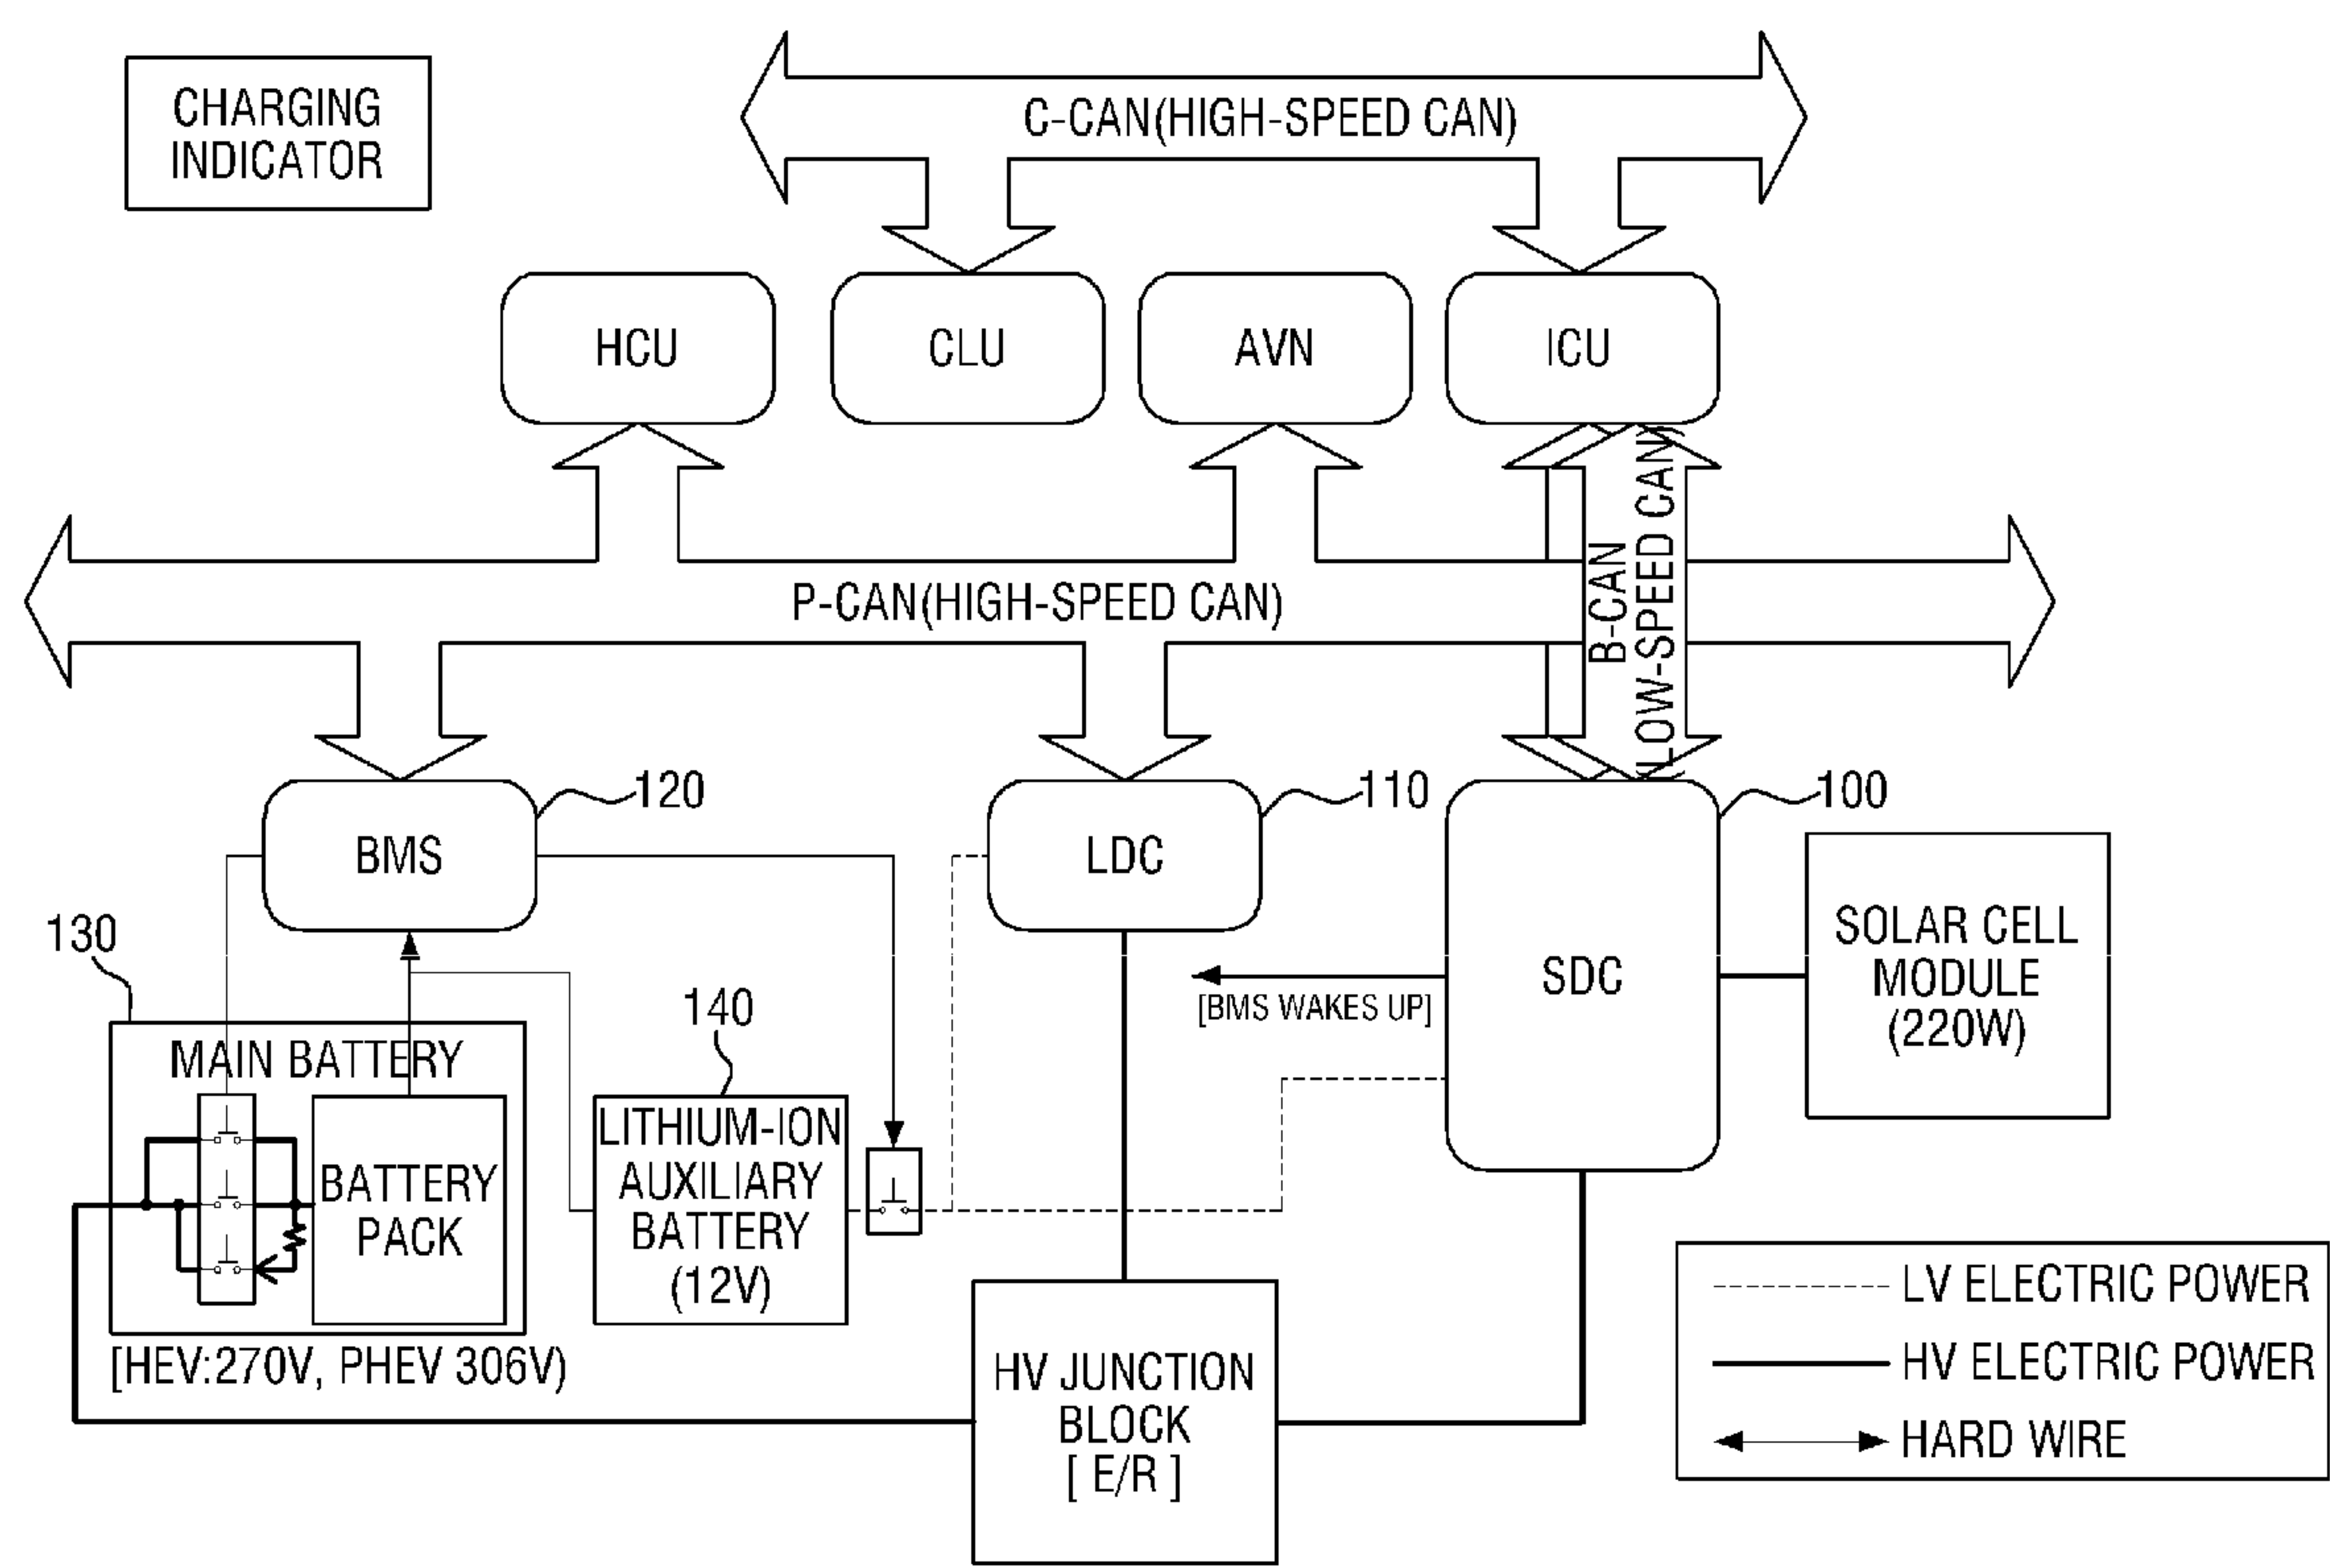 CHARGING
INDICATOR
C-CAN(HIGH-SPEED CAN)
HCU
CLU
AVN
ICU
P-CAN(HIGH-SPEED CAN)
B-CAN
(LOW-SPEED CAN)
BMS
120
LDC
110
SDC
100
SOLAR CELL
MODULE
(220W)
[BMS WAKES UP]
130
MAIN BATTERY
BATTERY
PACK
[HEV:270V, PHEV 306V)
140
LITHIUM-ION
AUXILIARY
BATTERY
(12V)
HV JUNCTION
BLOCK
[ E/R ]
LV ELECTRIC POWER
HV ELECTRIC POWER
HARD WIRE